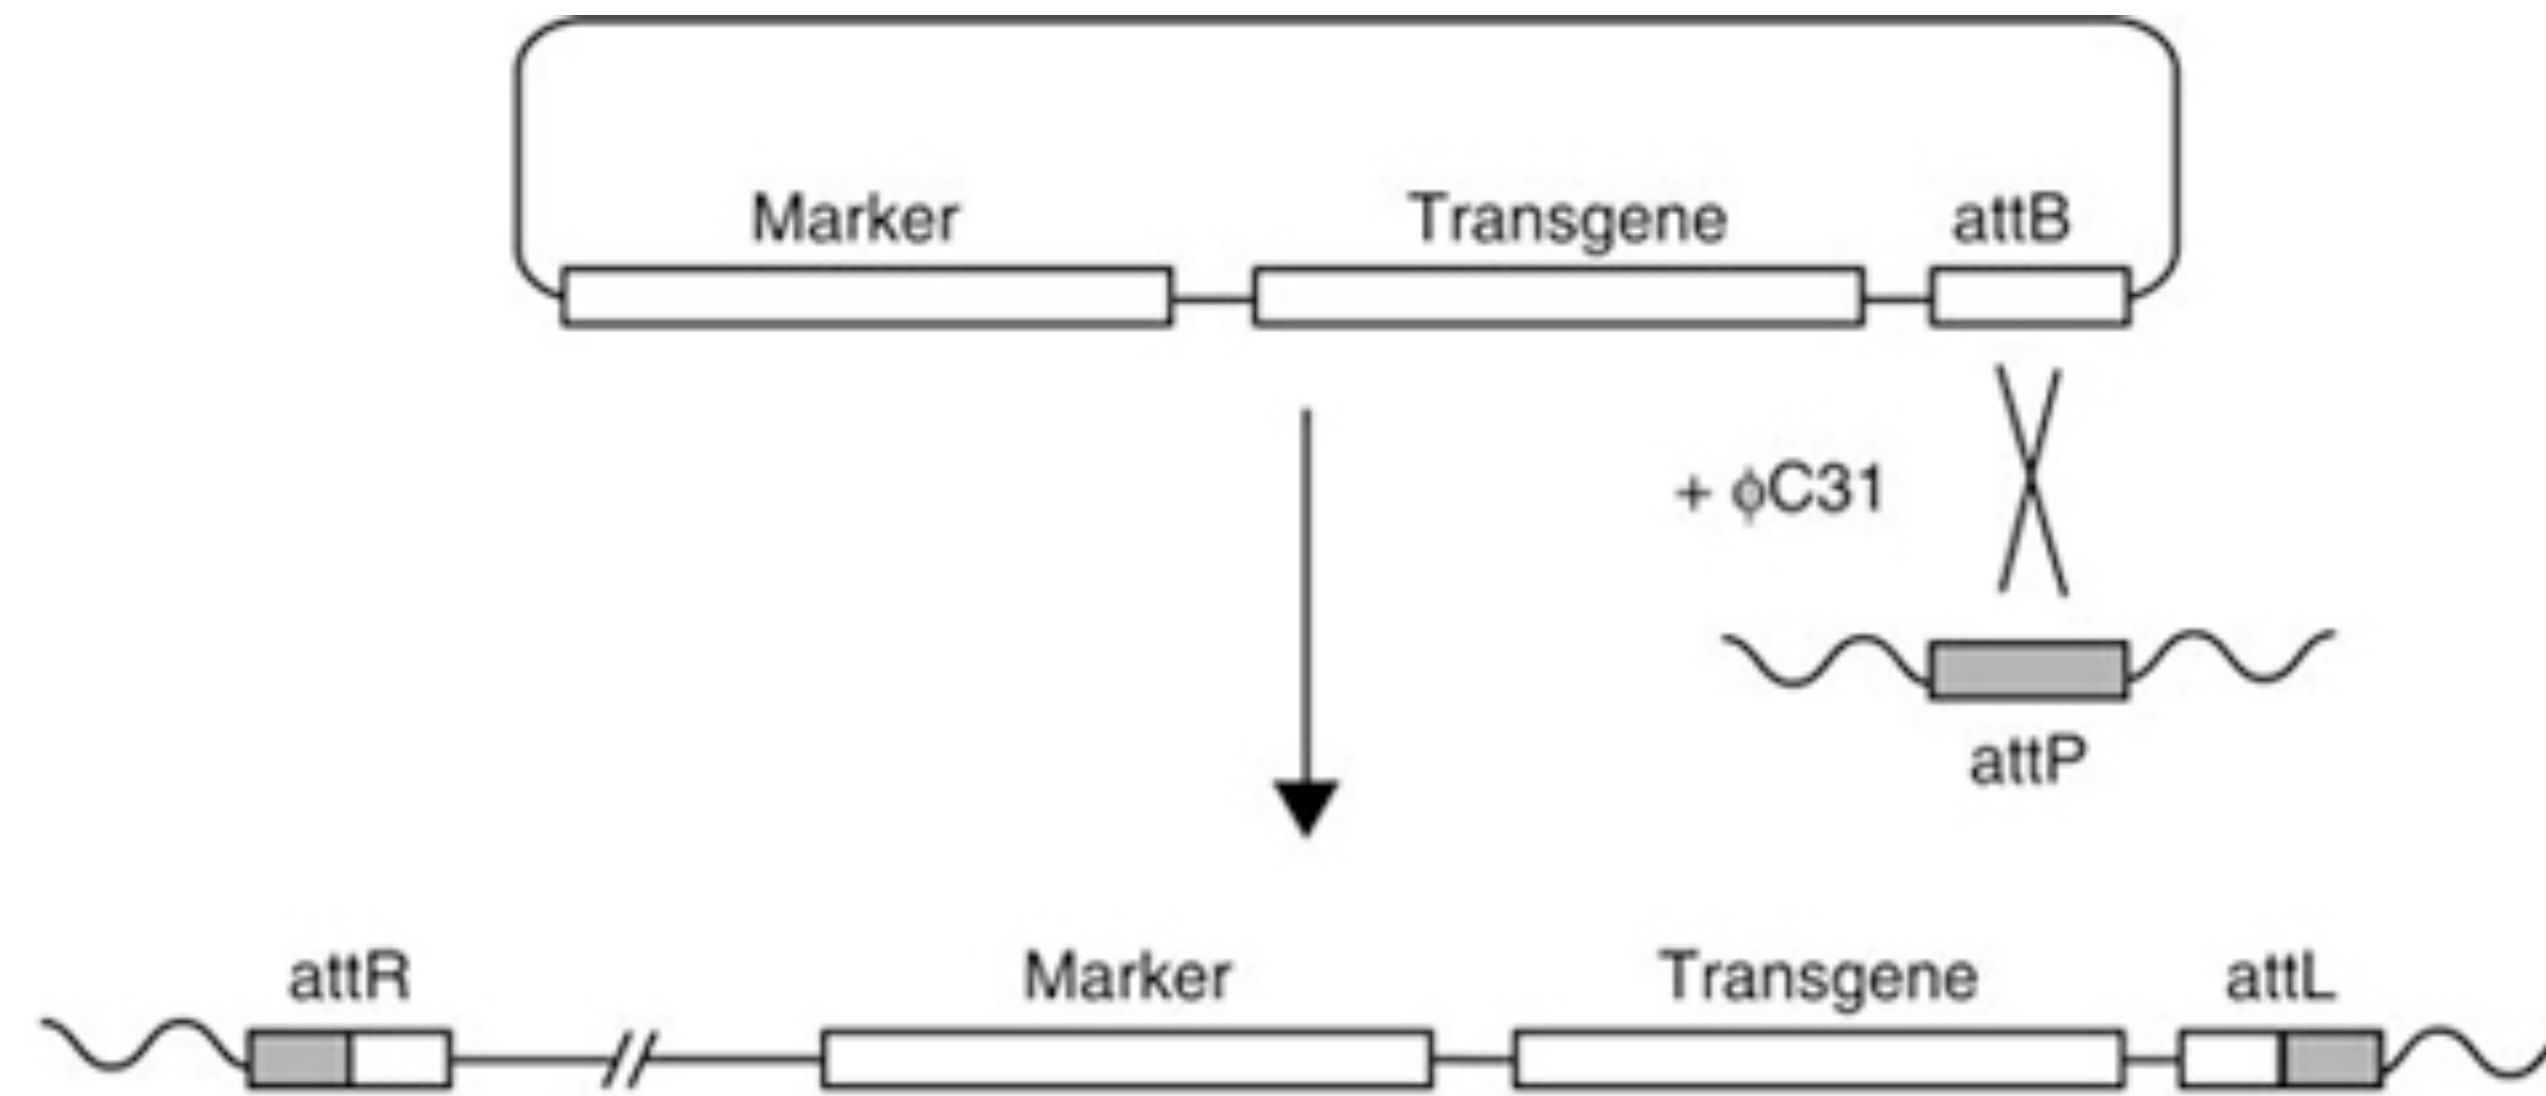 Marker Transgene attB
+ ϕC31
attP
attR Marker Transgene attL